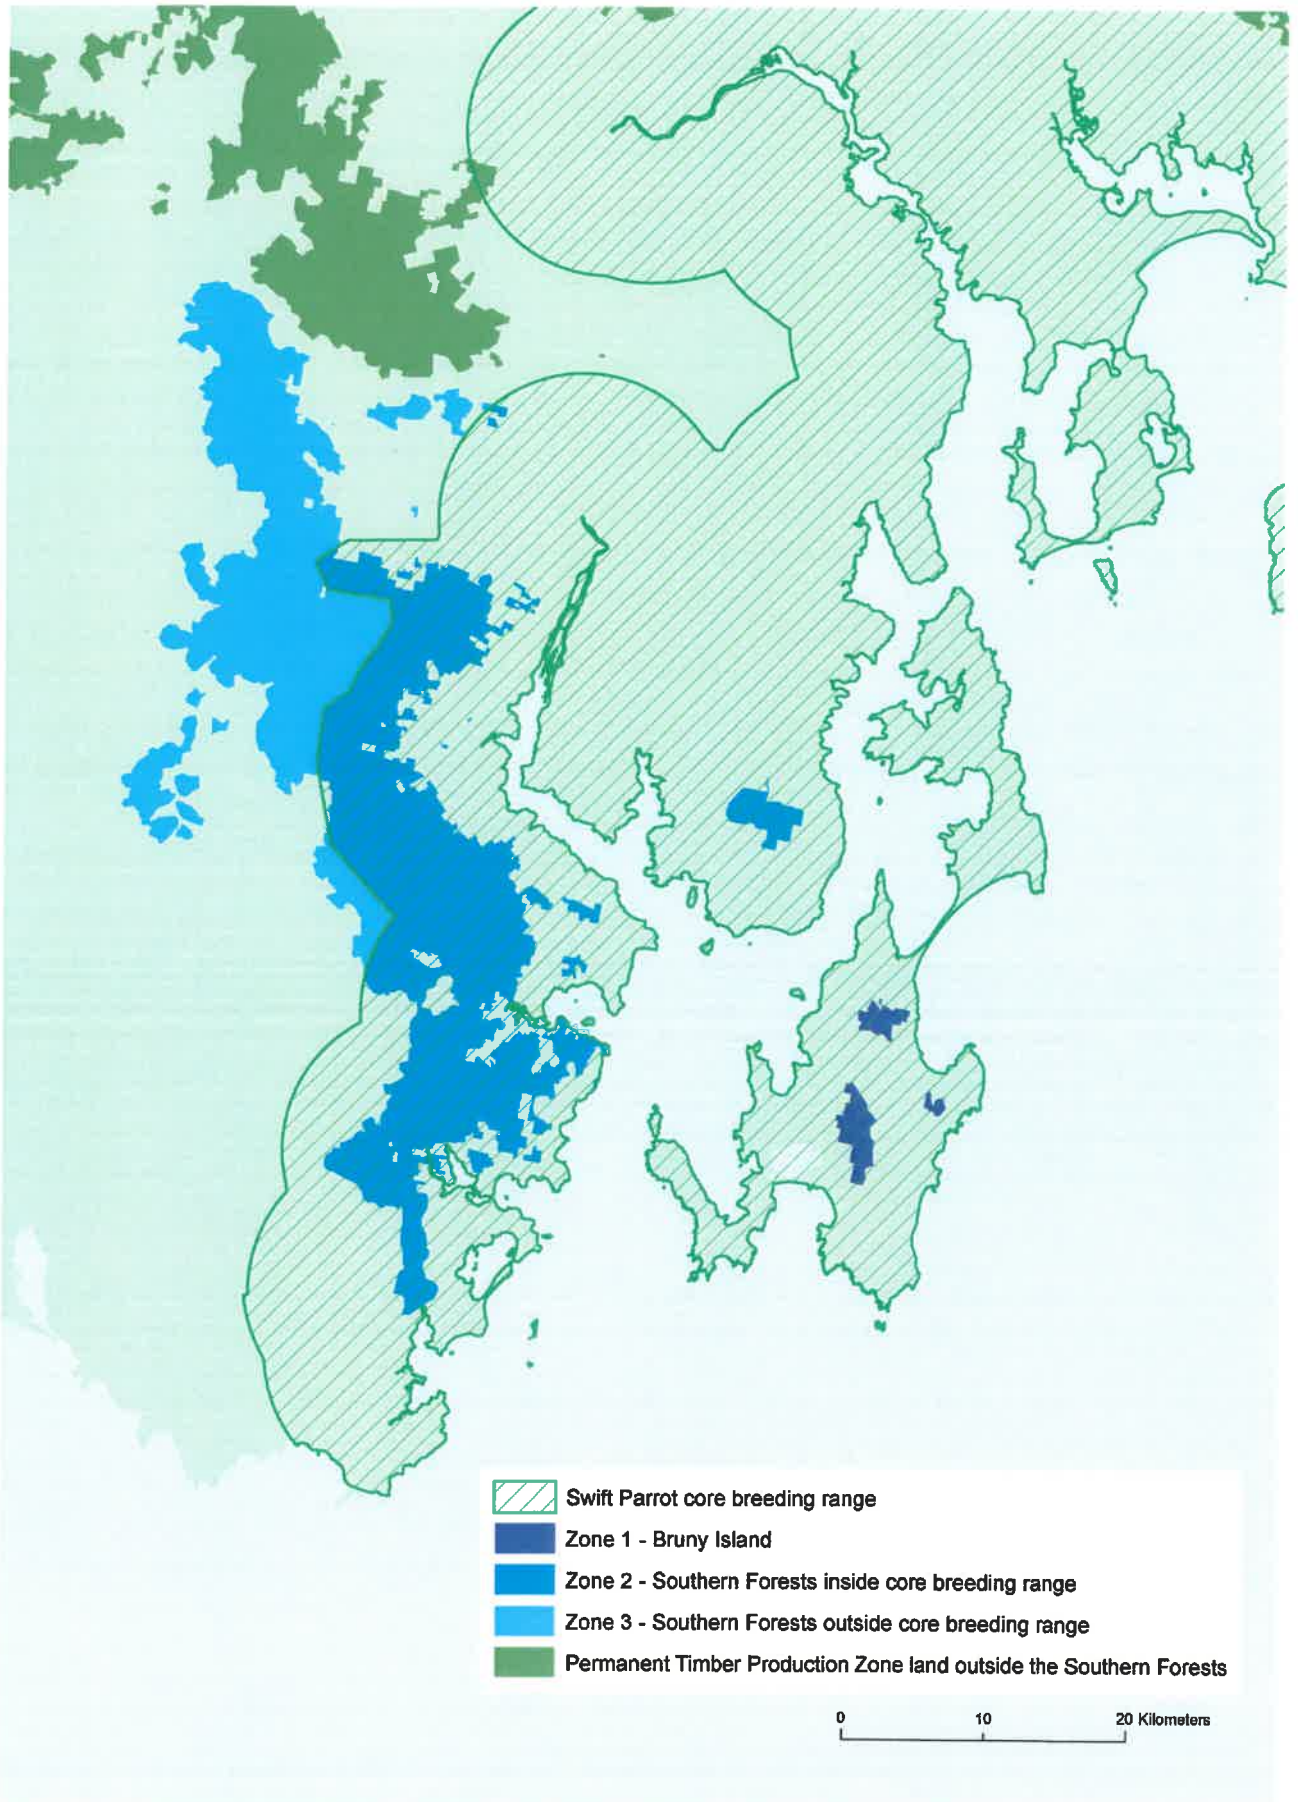 Swift Parrot core breeding range
Zone 1 - Bruny Island
Zone 2 - Southern Forests inside core breeding range
Zone 3 - Southern Forests outside core breeding range
Permanent Timber Production Zone land outside the Southern Forests
0 10 20 Kilometers